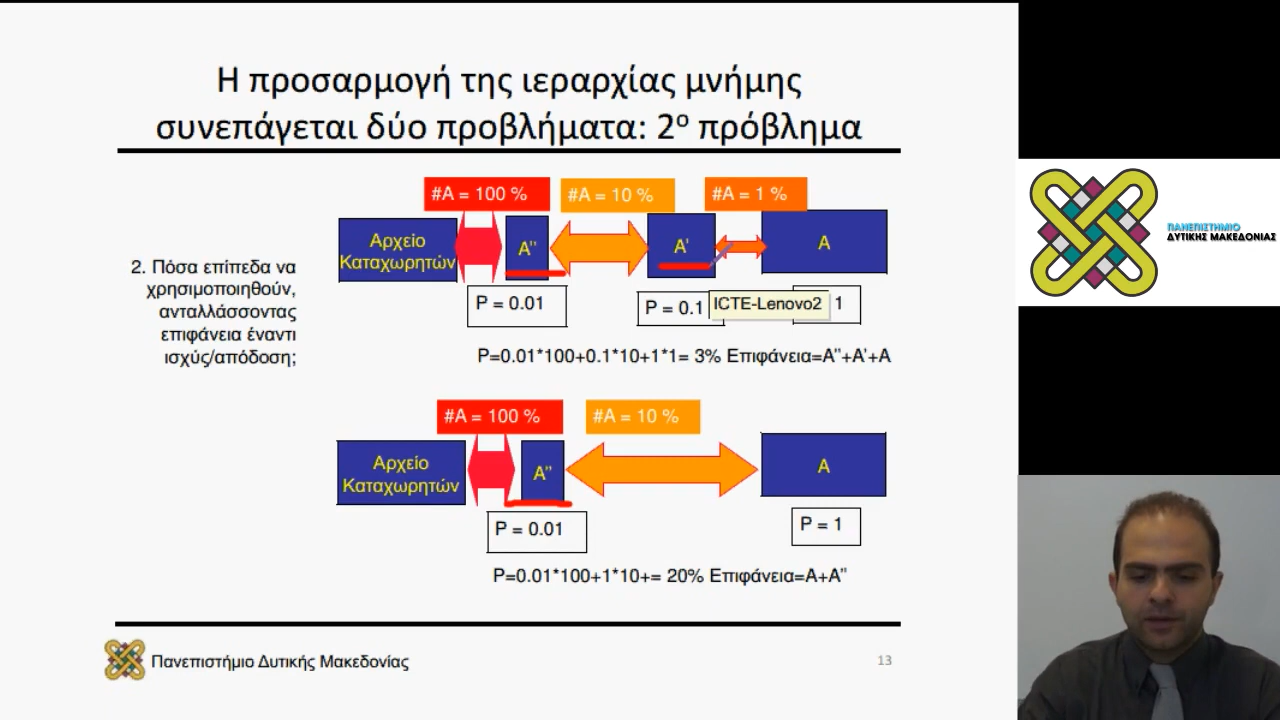 Η προσαρμογή της ιεραρχίας μνήμης
συνεπάγεται δύο προβλήματα: 2ο πρόβλημα
#A = 100 %
#A = 10 %
#A = 1 %
Αρχείο
Καταχωρητών
A''
A'
A
2. Πόσα επίπεδα να
χρησιμοποιηθούν,
ανταλλάσσοντας
επιφάνεια έναντι
ισχύς/απόδοση;
P = 0.01
P = 0.1
ICTE-Lenovo2
1
P=0.01*100+0.1*10+1*1= 3% Επιφάνεια=A''+A'+A
#A = 100 %
#A = 10 %
Αρχείο
Καταχωρητών
A''
A
P = 0.01
P = 1
P=0.01*100+1*10+= 20% Επιφάνεια=A+A''
Πανεπιστήμιο Δυτικής Μακεδονίας
13
ΠΑΝΕΠΙΣΤΗΜΙΟ
ΔΥΤΙΚΗΣ ΜΑΚΕΔΟΝΙΑΣ